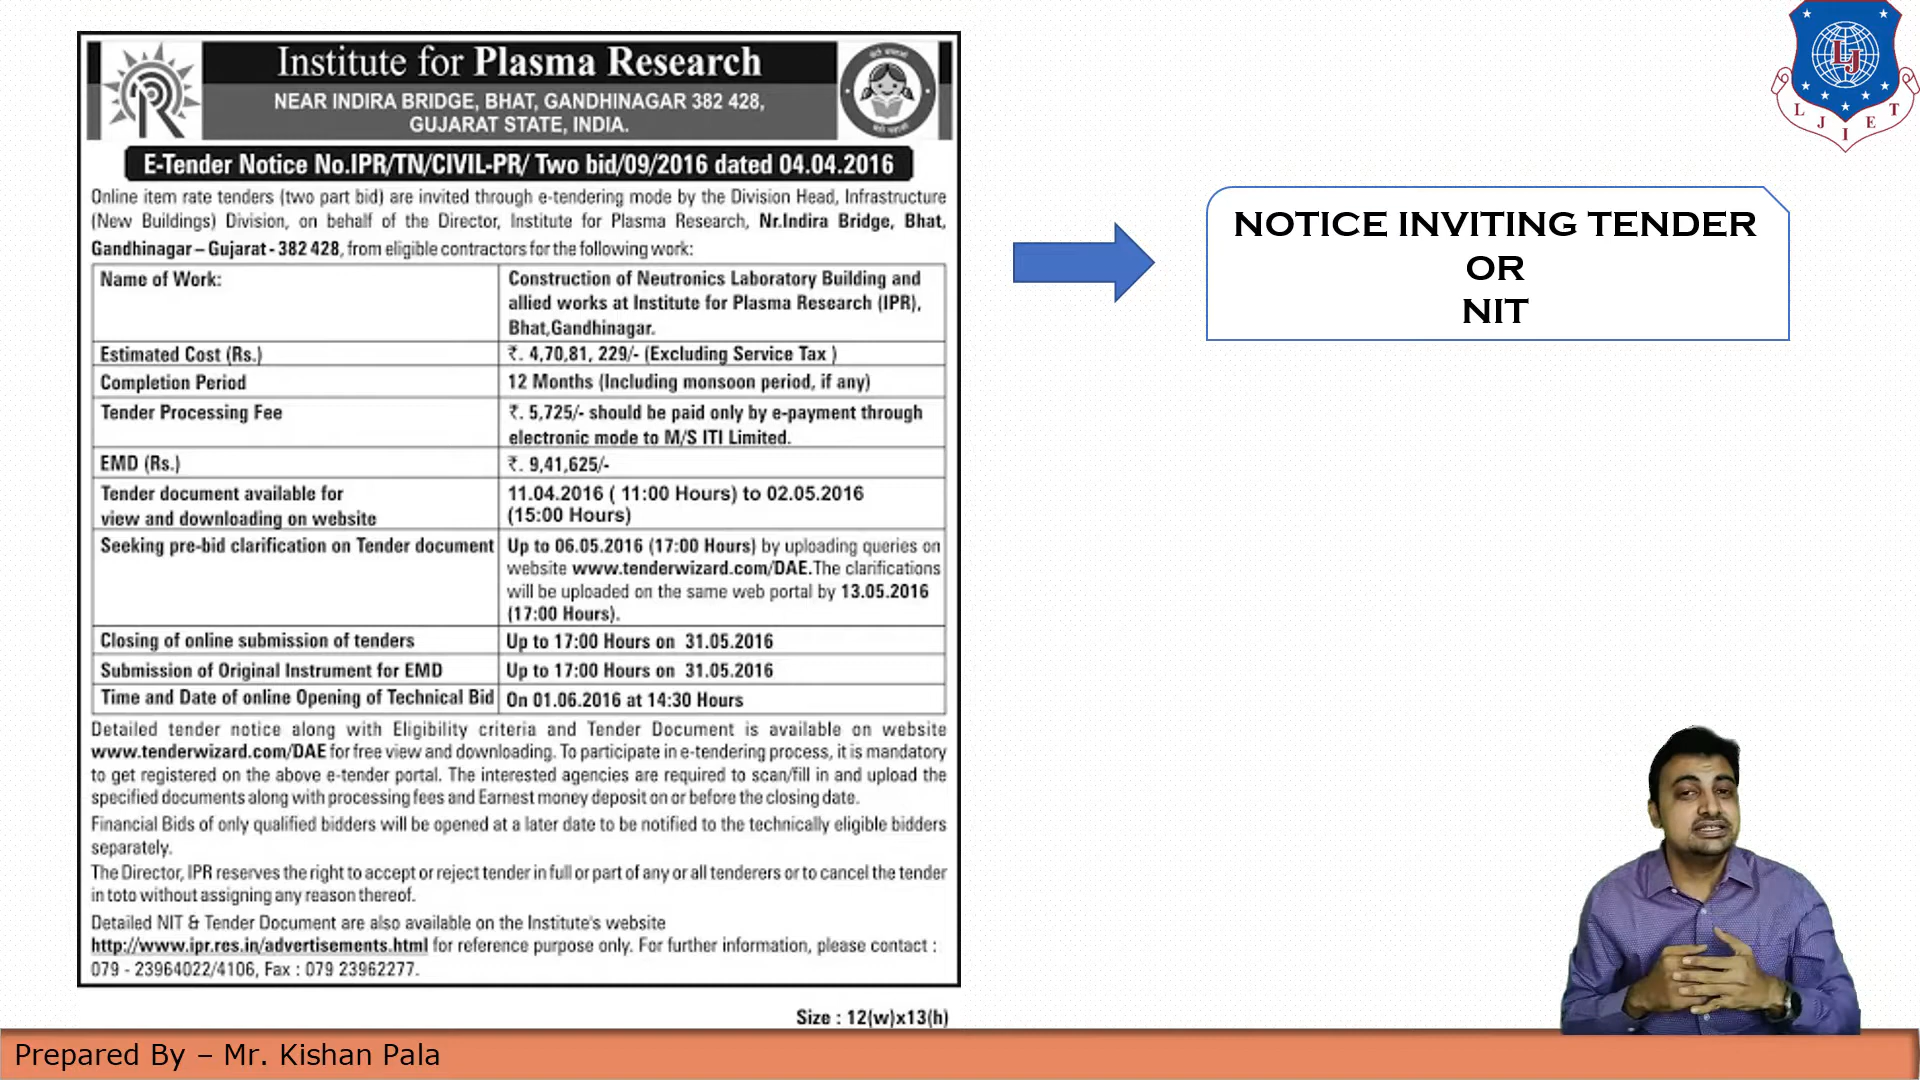 Institute for Plasma Research
NEAR INDIRA BRIDGE, BHAT, GANDHINAGAR 382 428,
GUJARAT STATE, INDIA.
E-Tender Notice No.IPR/TN/CIVIL-PR/ Two bid/09/2016 dated 04.04.2016
Online item rate tenders (two part bid) are invited through e-tendering mode by the Division Head, Infrastructure
(New Buildings) Division, on behalf of the Director, Institute for Plasma Research, Nr.Indira Bridge, Bhat,
Gandhinagar – Gujarat - 382 428, from eligible contractors for the following work:
Name of Work:
Construction of Neutronics Laboratory Building and
allied works at Institute for Plasma Research (IPR),
Bhat,Gandhinagar.
Estimated Cost (Rs.)
₹. 4,70,81, 229/- (Excluding Service Tax )
Completion Period
12 Months (Including monsoon period, if any)
Tender Processing Fee
₹. 5,725/- should be paid only by e-payment through
electronic mode to M/S ITI Limited.
EMD (Rs.)
₹. 9,41,625/-
Tender document available for
view and downloading on website
11.04.2016 ( 11:00 Hours) to 02.05.2016
(15:00 Hours)
Seeking pre-bid clarification on Tender document
Up to 06.05.2016 (17:00 Hours) by uploading queries on
website www.tenderwizard.com/DAE.The clarifications
will be uploaded on the same web portal by 13.05.2016
(17:00 Hours).
Closing of online submission of tenders
Up to 17:00 Hours on 31.05.2016
Submission of Original Instrument for EMD
Up to 17:00 Hours on 31.05.2016
Time and Date of online Opening of Technical Bid
On 01.06.2016 at 14:30 Hours
Detailed tender notice along with Eligibility criteria and Tender Document is available on website
www.tenderwizard.com/DAE for free view and downloading. To participate in e-tendering process, it is mandatory
to get registered on the above e-tender portal. The interested agencies are required to scan/fill in and upload the
specified documents along with processing fees and Earnest money deposit on or before the closing date.
Financial Bids of only qualified bidders will be opened at a later date to be notified to the technically eligible bidders
separately.
The Director, IPR reserves the right to accept or reject tender in full or part of any or all tenderers or to cancel the tender
in toto without assigning any reason thereof.
Detailed NIT & Tender Document are also available on the Institute's website
http://www.ipr.res.in/advertisements.html for reference purpose only. For further information, please contact :
079 - 23964022/4106, Fax : 079 23962277.
Size : 12(w)x13(h)
NOTICE INVITING TENDER
OR
NIT
LJ
L J I E T
Prepared By – Mr. Kishan Pala